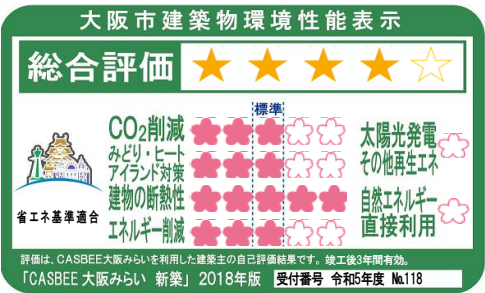 大阪市建築物環境性能表示
総合評価
標準
CO₂削減
みどり・ヒート
アイランド対策
建物の断熱性
エネルギー削減
太陽光発電
その他再生エネ
自然エネルギー
直接利用
省エネ基準適合
評価は、CASBEE大阪みらいを利用した建築主の自己評価結果です。竣工後3年間有効。
「CASBEE大阪みらい 新築」2018年版 受付番号 令和5年度 No.118